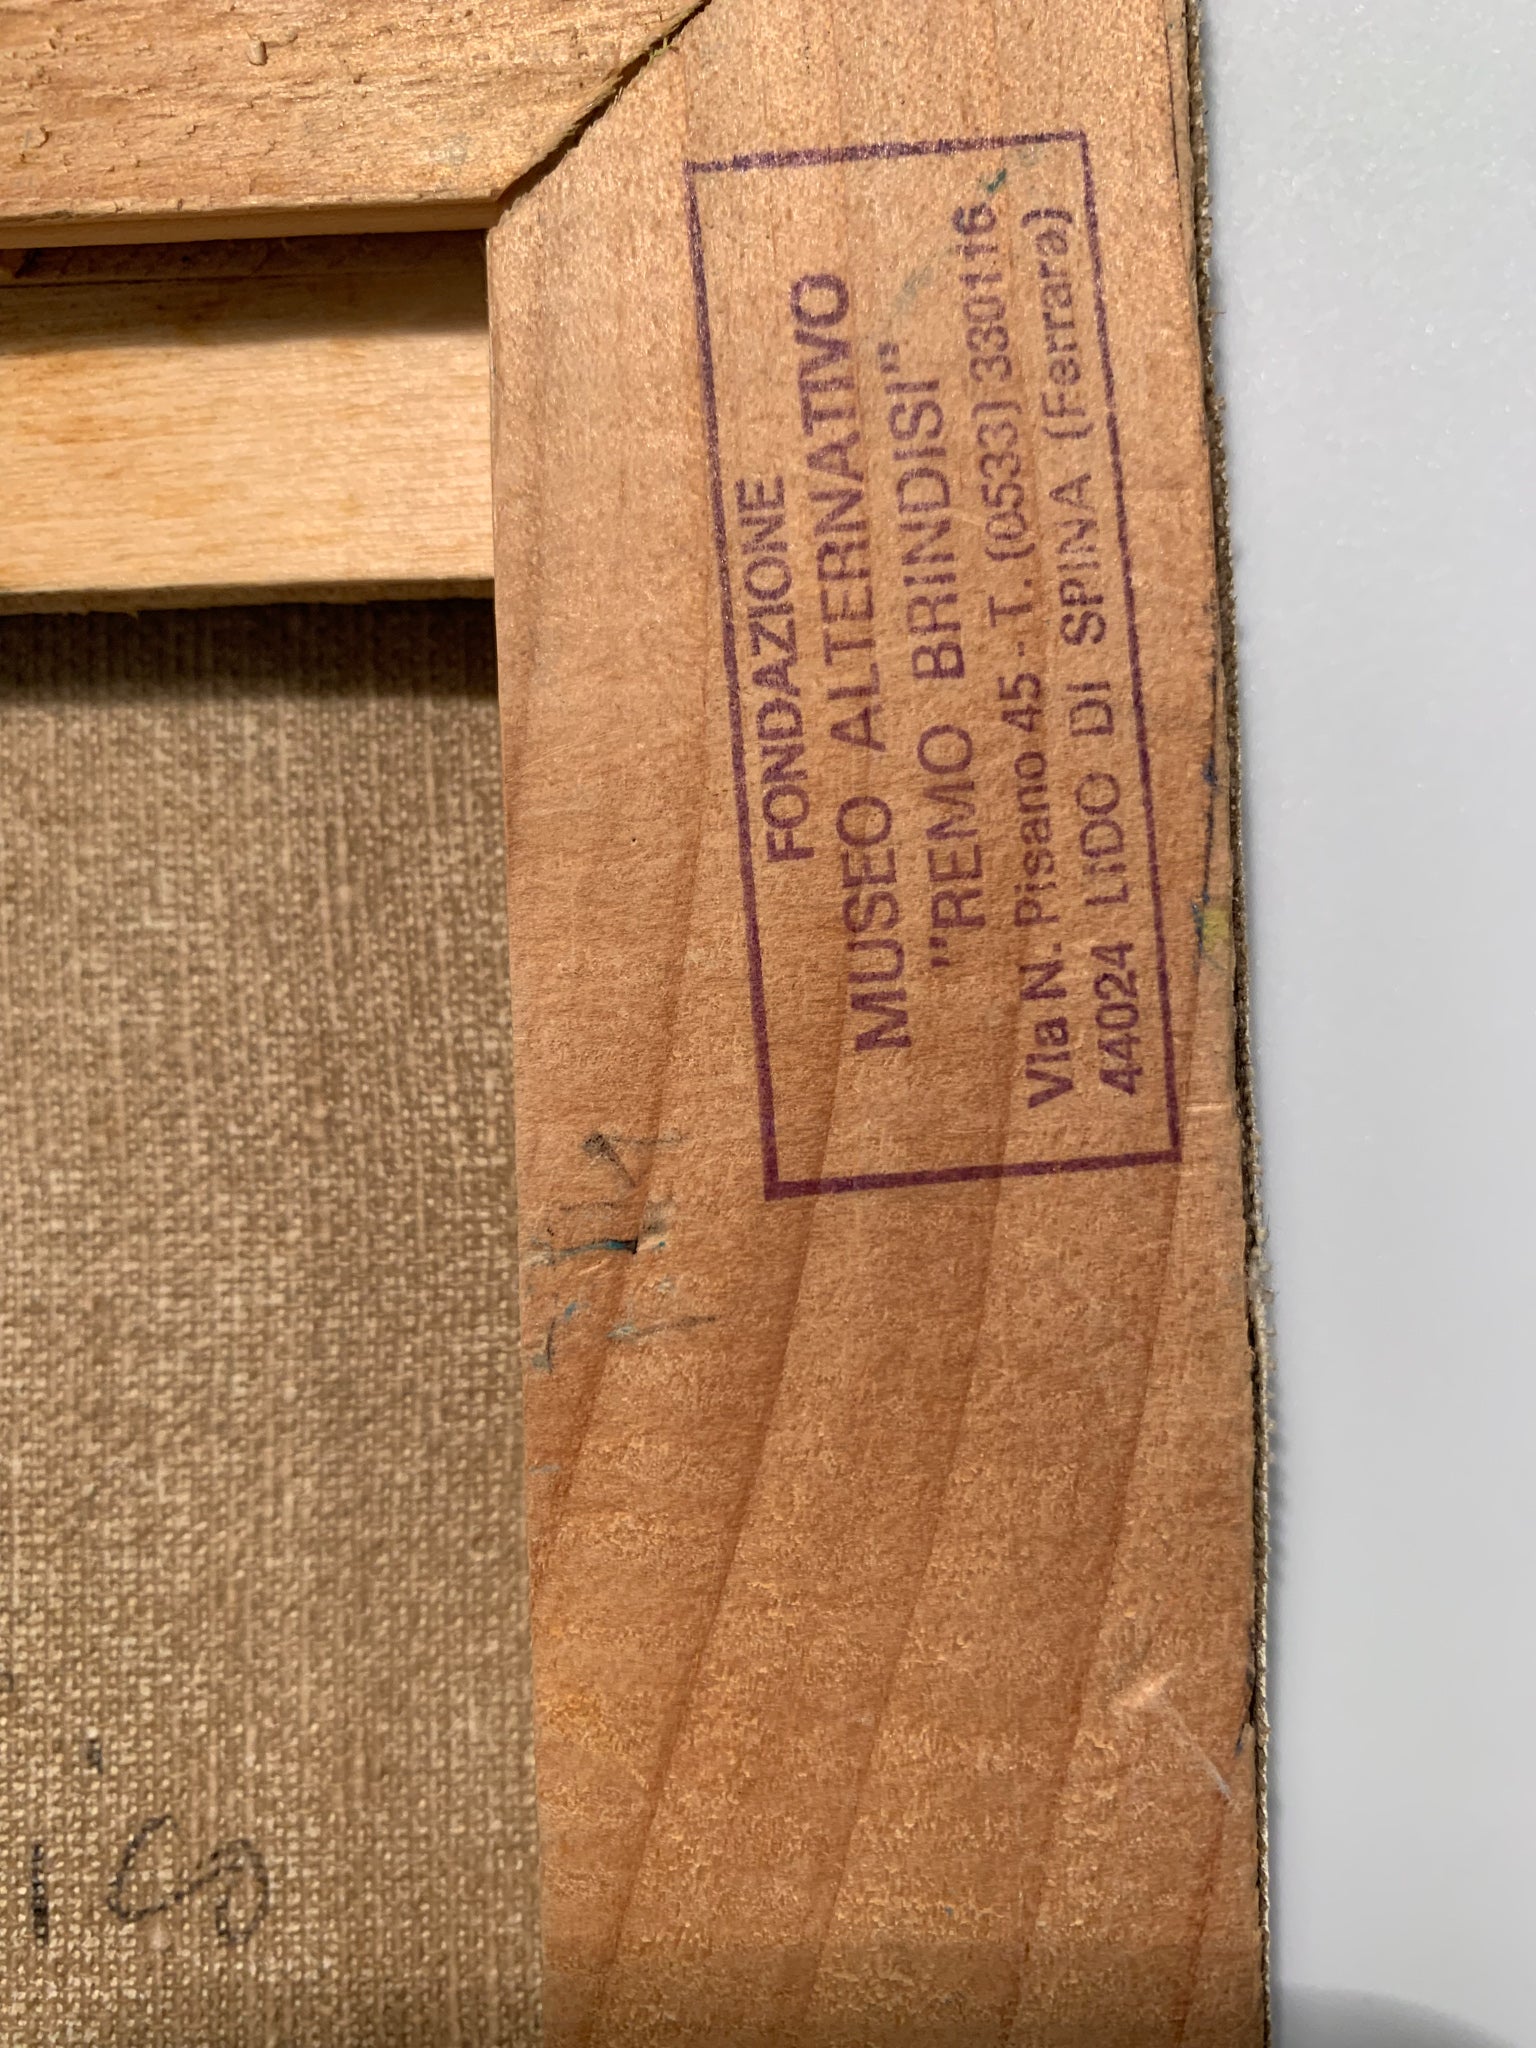 FONDAZIONE
MUSEO ALTERNATIVO
"REMO BRINDISI"
Via N. Pisano 45 - T. (0533) 330116
44024 LIDO DI SPINA (Ferrara)